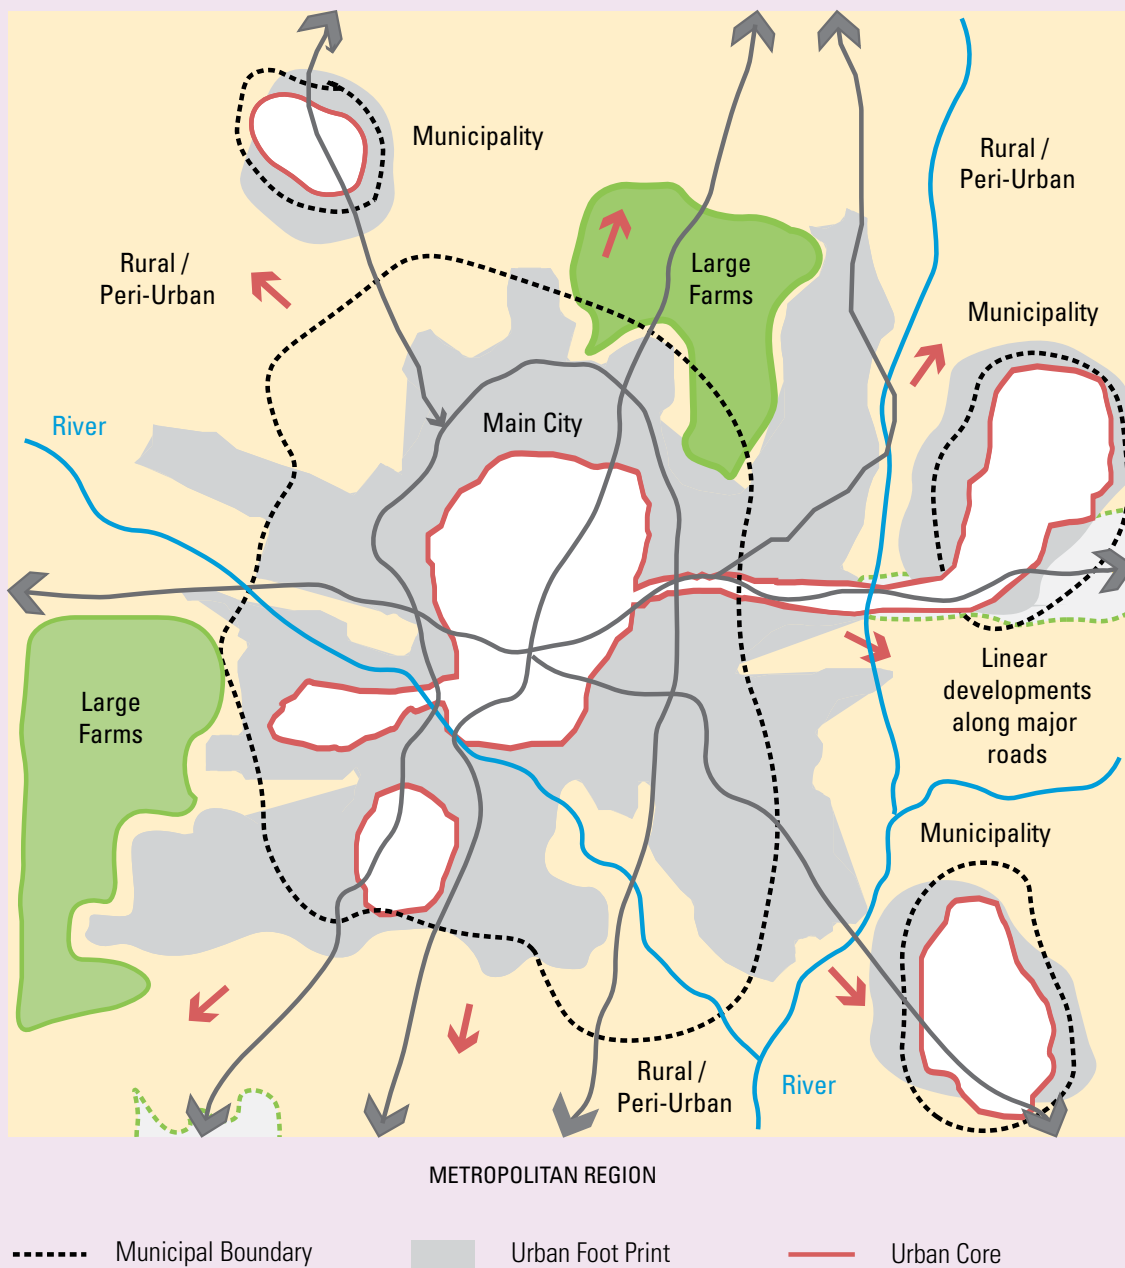 Municipality
Rural /
Peri-Urban
Rural /
Peri-Urban
Large
Farms
Municipality
River
Main City
Large
Farms
Linear
developments
along major
roads
Municipality
Rural /
Peri-Urban
River
METROPOLITAN REGION
Municipal Boundary
Urban Foot Print
Urban Core